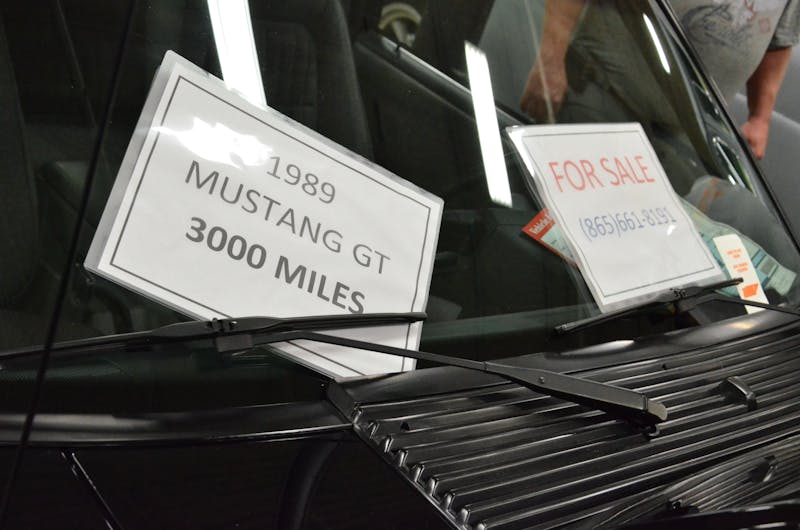 1989
MUSTANG GT
3000 MILES
FOR SALE
(865)661-8191